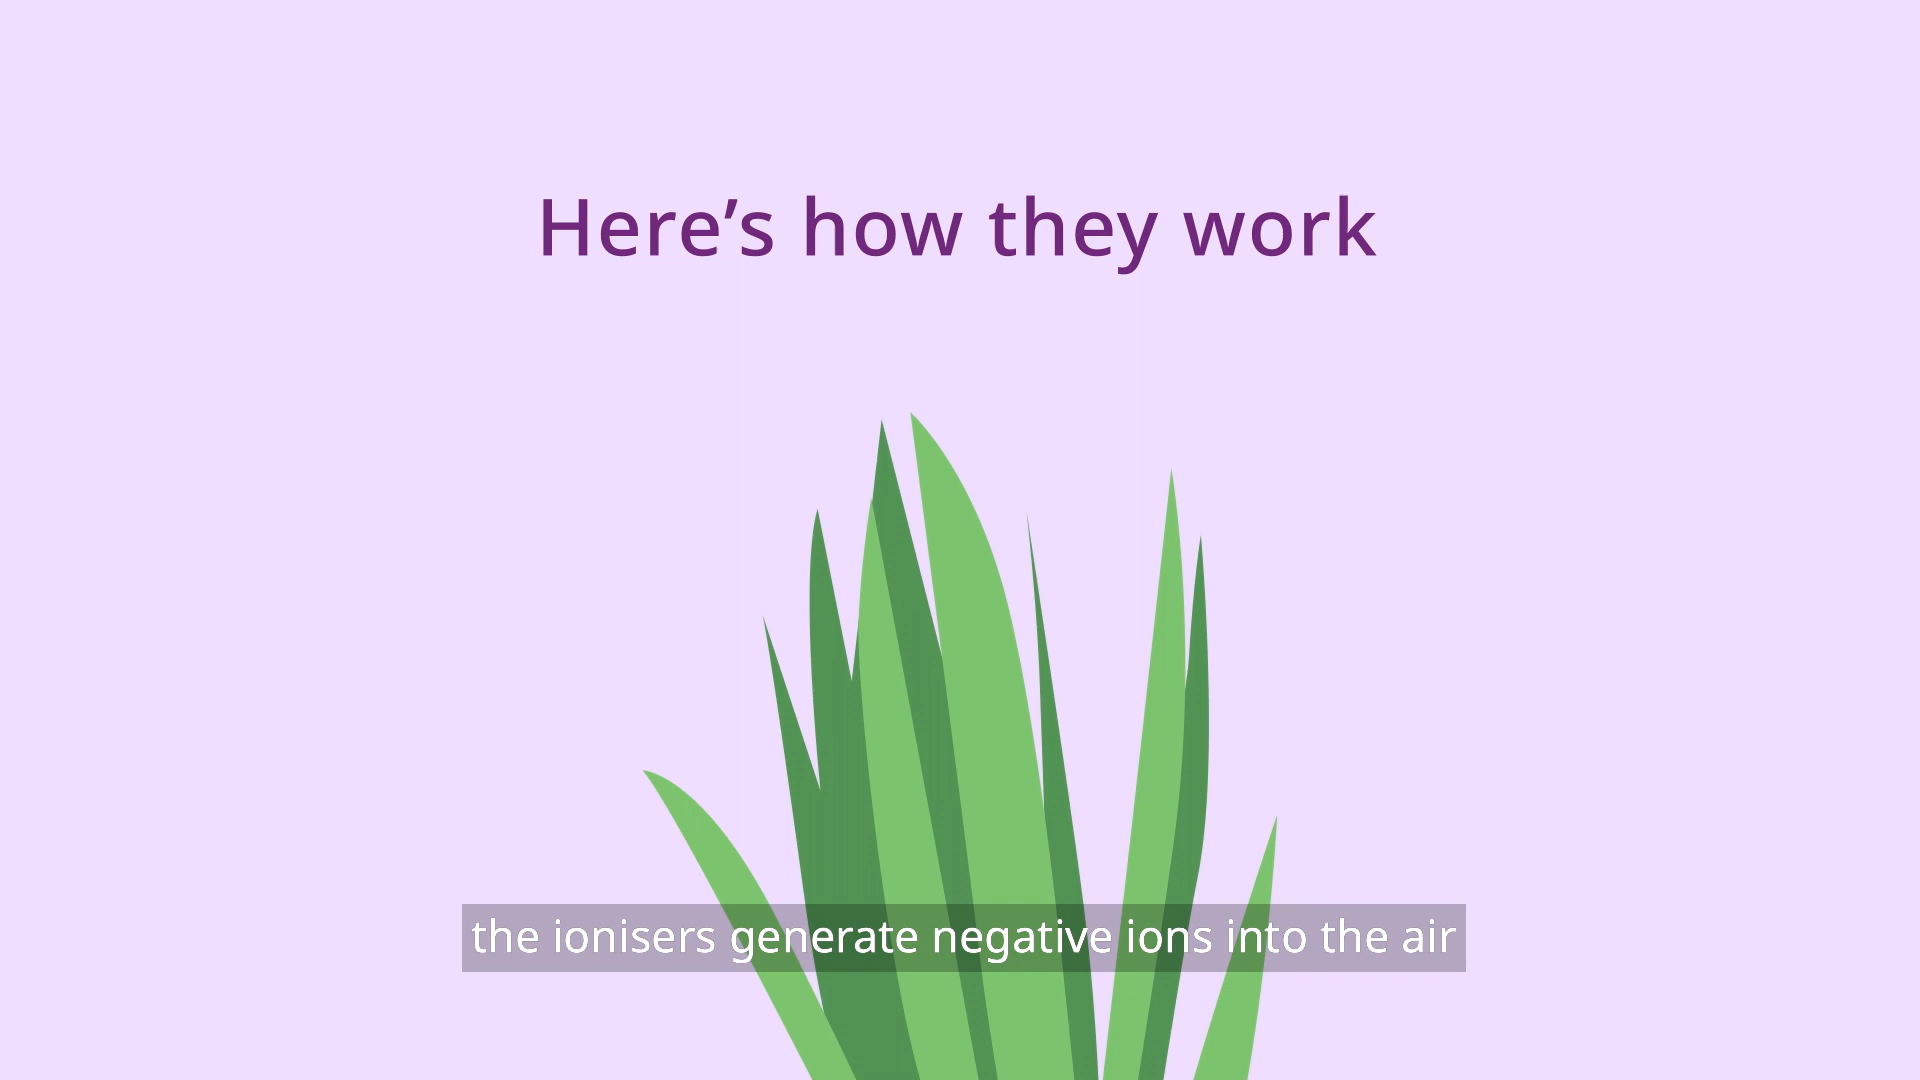 Here’s how they work
the ionisers generate negative ions into the air